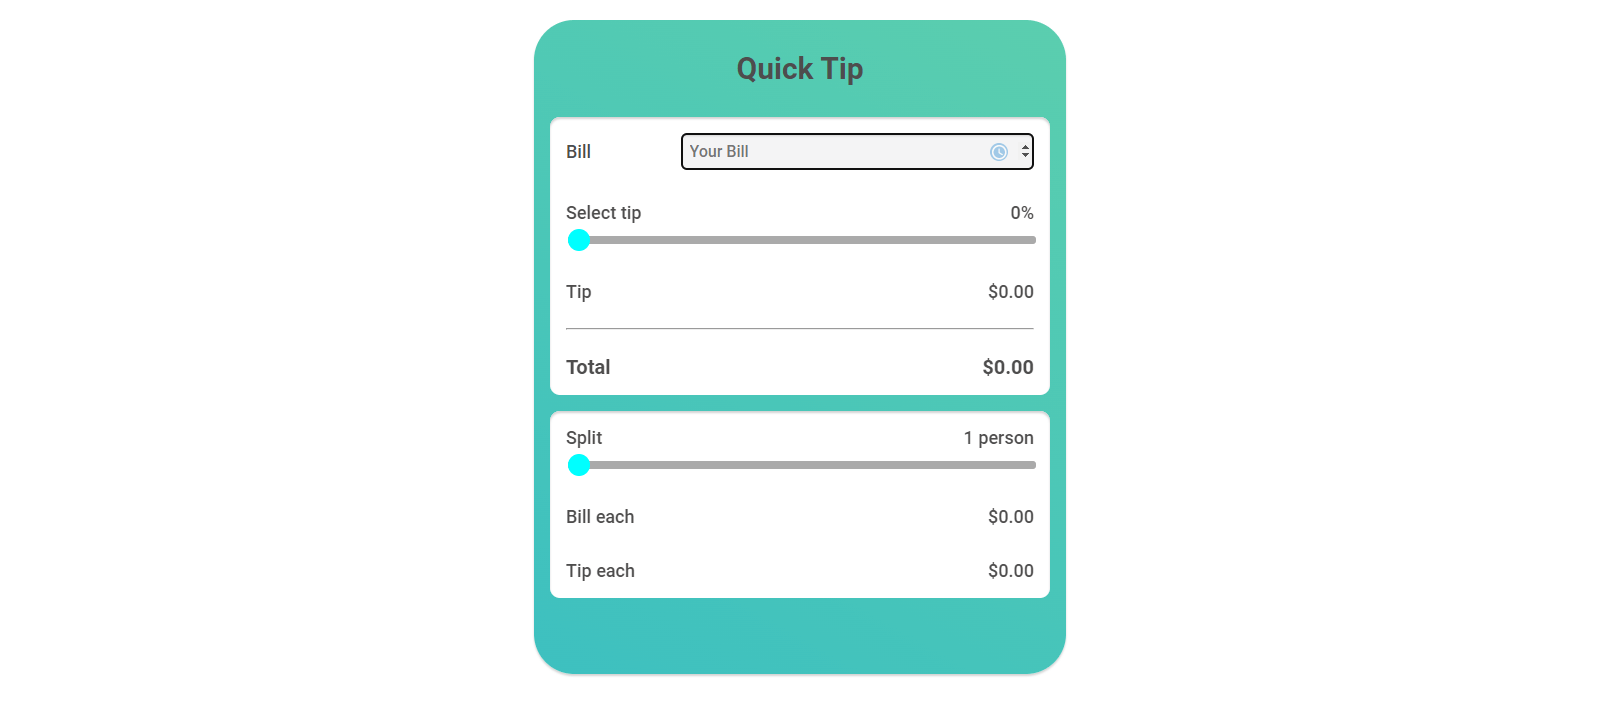 Quick Tip
Bill Your Bill
Select tip 0%
Tip $0.00
Total $0.00
Split 1 person
Bill each $0.00
Tip each $0.00